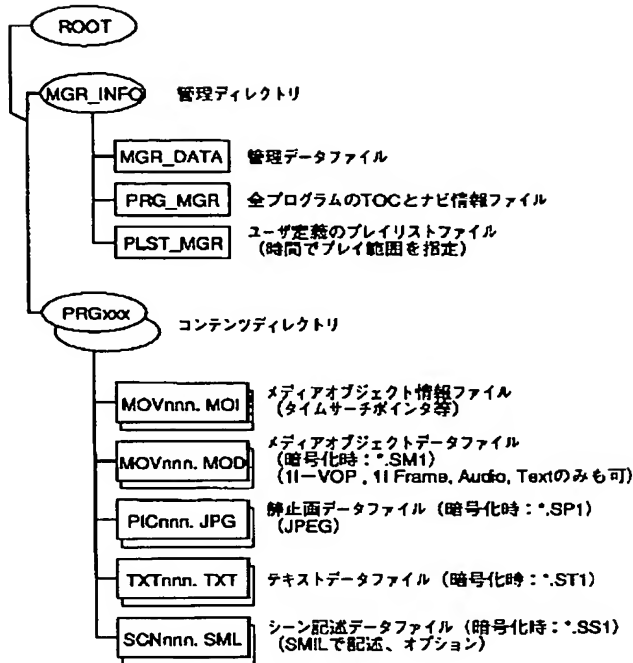 ROOT
MGR_INFO 管理ディレクトリ
MGR_DATA 管理データファイル
PRG_MGR 全プログラムのTOCとナビ情報ファイル
PLST_MGR ユーザ定義のプレイリストファイル
(時間でプレイ範囲を指定)
PRGxxx コンテンツディレクトリ
MOVnnn. MOI メディアオブジェクト情報ファイル
(タイムサーチポインタ等)
MOVnnn. MOD メディアオブジェクトデータファイル
(暗号化時:*.SM1)
(1I-VOP , 1I Frame, Audio, Textのみも可)
PICnnn. JPG 静止画データファイル (暗号化時:*.SP1)
(JPEG)
TXTnnn. TXT テキストデータファイル (暗号化時:*.ST1)
SCNnnn. SML シーン記述データファイル (暗号化時:*.SS1)
(SMILで記述、オプション)